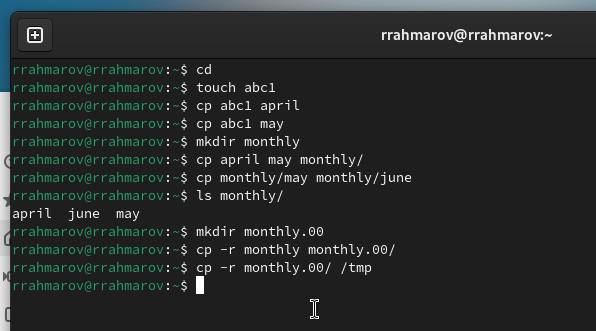 rrahmarov@rrahmarov:~
rrahmarov@rrahmarov:~$ cd
rrahmarov@rrahmarov:~$ touch abc1
rrahmarov@rrahmarov:~$ cp abc1 april
rrahmarov@rrahmarov:~$ cp abc1 may
rrahmarov@rrahmarov:~$ mkdir monthly
rrahmarov@rrahmarov:~$ cp april may monthly/
rrahmarov@rrahmarov:~$ cp monthly/may monthly/june
rrahmarov@rrahmarov:~$ ls monthly/
april  june  may
rrahmarov@rrahmarov:~$ mkdir monthly.00
rrahmarov@rrahmarov:~$ cp -r monthly monthly.00/
rrahmarov@rrahmarov:~$ cp -r monthly.00/ /tmp
rrahmarov@rrahmarov:~$